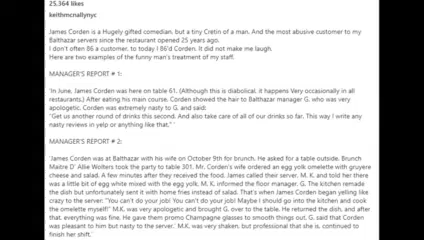 25,364 likes
keithmcnallynyc
James Corden is a Hugely gifted comedian, but a tiny Cretin of a man. And the most abusive customer to my
Balthazar servers since the restaurant opened 25 years ago.
I don't often 86 a customer, to today I 86'd Corden. It did not make me laugh.
Here are two examples of the funny man's treatment of my staff.
MANAGER'S REPORT # 1:
'In June, James Corden was here on table 61. (Although this is diabolical, it happens Very occasionally in all
restaurants.) After eating his main course, Corden showed the hair to Balthazar manager G. who was very
apologetic. Corden was extremely nasty to G. and said:
"Get us another round of drinks this second. And also take care of all of our drinks so far. This way I write any
nasty reviews in yelp or anything like that." '
MANAGER'S REPORT # 2:
'James Corden was at Balthazar with his wife on October 9th for brunch. He asked for a table outside. Brunch
Maitre D' Allie Wolters took the party to table 301. Mr. Corden's wife ordered an egg yolk omelette with gruyere
cheese and salad. A few minutes after they received the food, James called their server, M. K. and told her there
was a little bit of egg white mixed with the egg yolk. M. K. informed the floor manager, G. The kitchen remade
the dish but unfortunately sent it with home fries instead of salad. That's when James Corden began yelling like
crazy to the server: "You can't do your job! You can't do your job! Maybe I should go into the kitchen and cook
the omelette myself!" M.K. was very apologetic and brought G. over to the table. He returned the dish, and after
that, everything was fine. He gave them promo Champagne glasses to smooth things out. G. said that Corden
was pleasant to him but nasty to the server.' M.K. was very shaken, but professional that she is, continued to
finish her shift.'